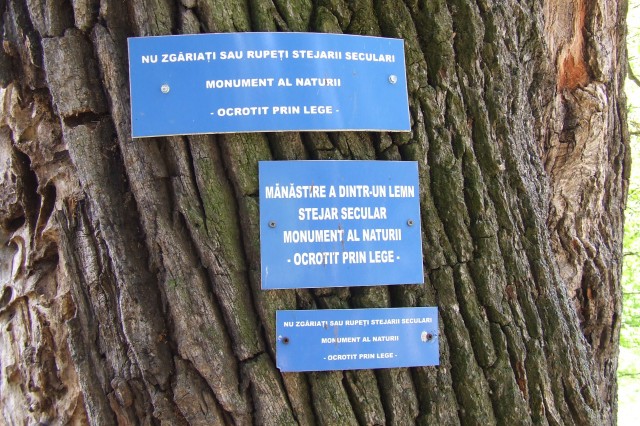 NU ZGÂRIAȚI SAU RUPEȚI STEJARII SECULARI
MONUMENT AL NATURII
- OCROTIT PRIN LEGE -
MÂNĂSTIRE A DINTR-UN LEMN
STEJAR SECULAR
MONUMENT AL NATURII
- OCROTIT PRIN LEGE -
NU ZGÂRIAȚI SAU RUPEȚI STEJARII SECULARI
MONUMENT AL NATURII
- OCROTIT PRIN LEGE -